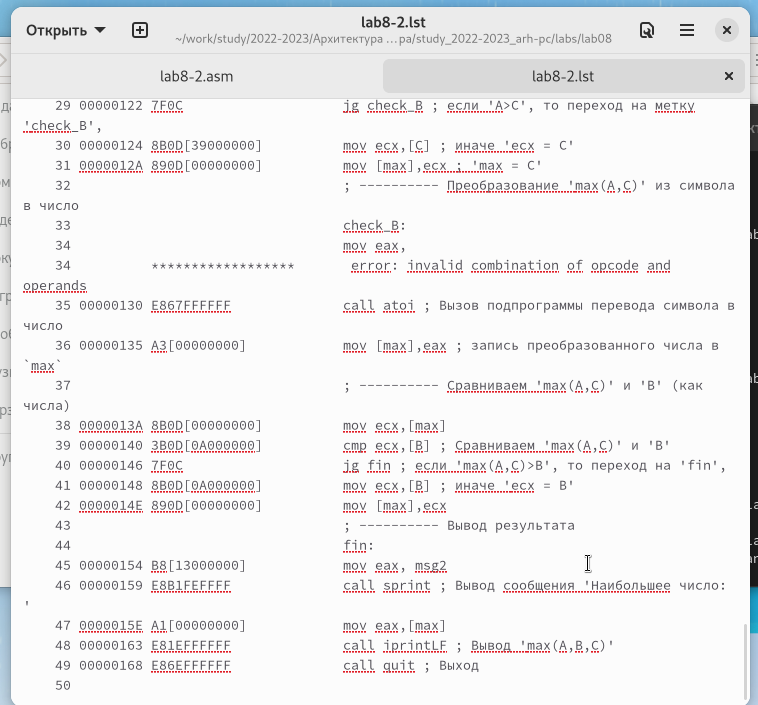 Открыть
lab8-2.lst
~/work/study/2022-2023/Архитектура …pa/study_2022-2023_arh-pc/labs/lab08
lab8-2.asm
lab8-2.lst
29 00000122 7F0C jg check_B ; если 'A>C', то переход на метку
'check_B',
30 00000124 8B0D[39000000] mov ecx,[C] ; иначе 'ecx = C'
31 0000012A 890D[00000000] mov [max],ecx ; 'max = C'
32 ; ---------- Преобразование 'max(A,C)' из символа
в число
33 check_B:
34 mov eax,
34 ****************** error: invalid combination of opcode and
operands
35 00000130 E867FFFFFF call atoi ; Вызов подпрограммы перевода символа в
число
36 00000135 A3[00000000] mov [max],eax ; запись преобразованного числа в
`max`
37 ; ---------- Сравниваем 'max(A,C)' и 'B' (как
числа)
38 0000013A 8B0D[00000000] mov ecx,[max]
39 00000140 3B0D[0A000000] cmp ecx,[B] ; Сравниваем 'max(A,C)' и 'B'
40 00000146 7F0C jg fin ; если 'max(A,C)>B', то переход на 'fin',
41 00000148 8B0D[0A000000] mov ecx,[B] ; иначе 'ecx = B'
42 0000014E 890D[00000000] mov [max],ecx
43 ; ---------- Вывод результата
44 fin:
45 00000154 B8[13000000] mov eax, msg2
46 00000159 E8B1FEFFFF call sprint ; Вывод сообщения 'Наибольшее число:
'
47 0000015E A1[00000000] mov eax,[max]
48 00000163 E81EFFFFFF call iprintLF ; Вывод 'max(A,B,C)'
49 00000168 E86EFFFFFF call quit ; Выход
50